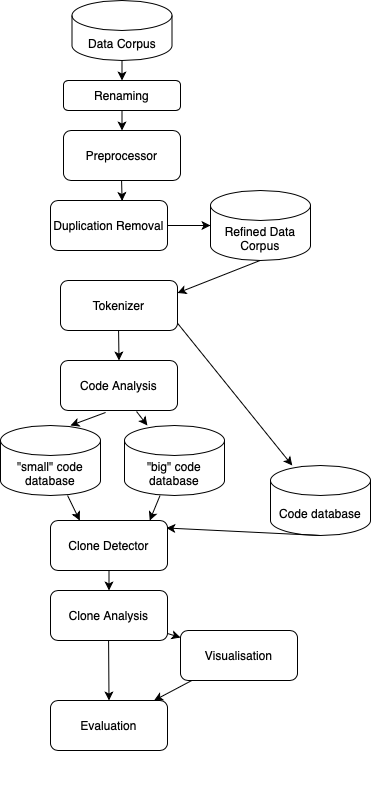 Data Corpus
Renaming
Preprocessor
Duplication Removal
Refined Data
Corpus
Tokenizer
Code Analysis
"small" code
database
"big" code
database
Code database
Clone Detector
Clone Analysis
Visualisation
Evaluation